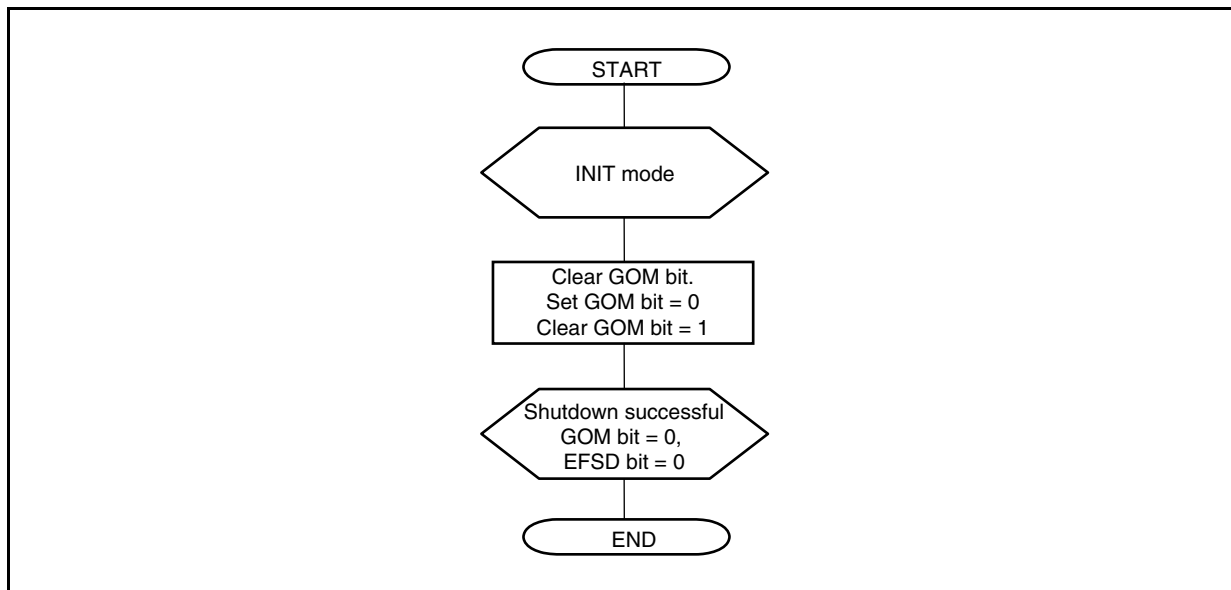 START
INIT mode
Clear GOM bit.
Set GOM bit = 0
Clear GOM bit = 1
Shutdown successful
GOM bit = 0,
EFSD bit = 0
END